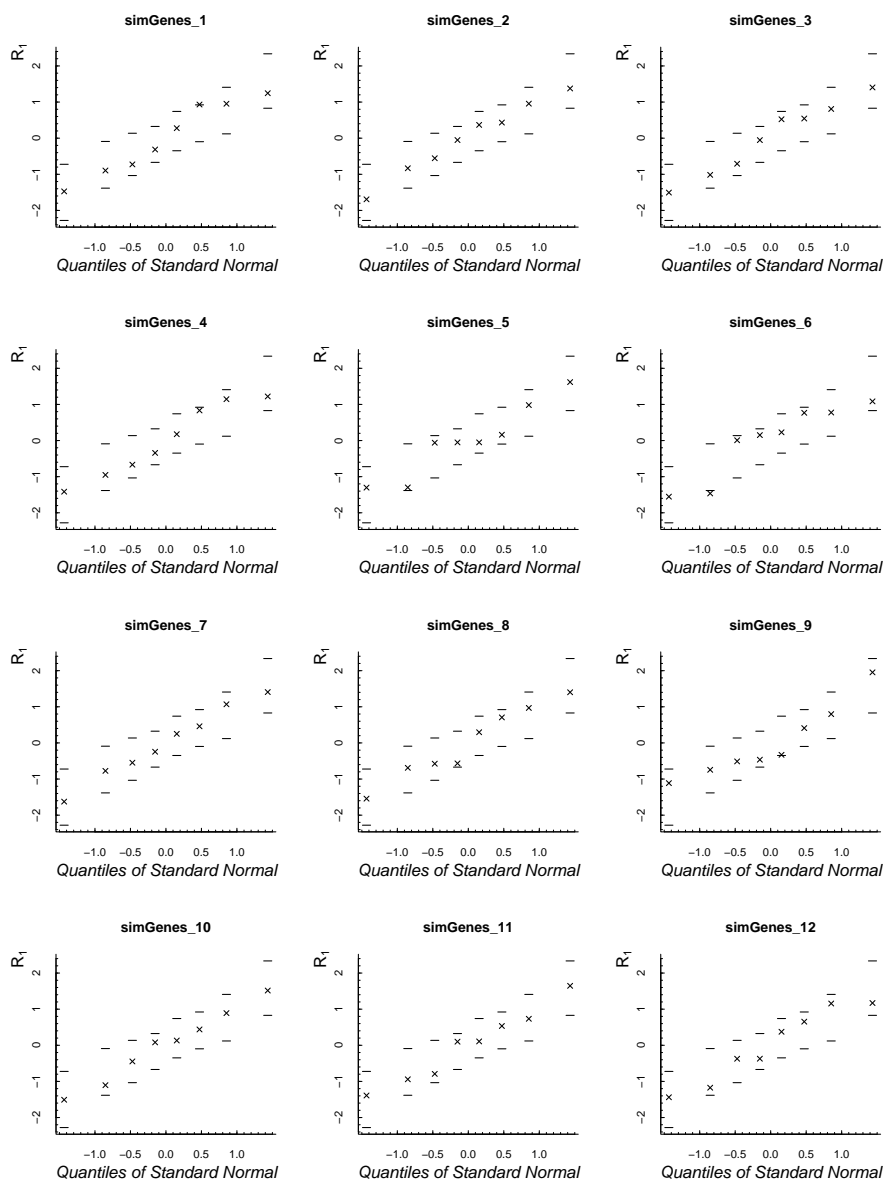 simGenes_1 simGenes_2 simGenes_3
R1 R1 R1
2 2 2
1 1 1
0 0 0
−1 −1 −1
−2 −2 −2
−1.0 −0.5 0.0 0.5 1.0 −1.0 −0.5 0.0 0.5 1.0 −1.0 −0.5 0.0 0.5 1.0
Quantiles of Standard Normal Quantiles of Standard Normal Quantiles of Standard Normal
simGenes_4 simGenes_5 simGenes_6
R1 R1 R1
2 2 2
1 1 1
0 0 0
−1 −1 −1
−2 −2 −2
−1.0 −0.5 0.0 0.5 1.0 −1.0 −0.5 0.0 0.5 1.0 −1.0 −0.5 0.0 0.5 1.0
Quantiles of Standard Normal Quantiles of Standard Normal Quantiles of Standard Normal
simGenes_7 simGenes_8 simGenes_9
R1 R1 R1
2 2 2
1 1 1
0 0 0
−1 −1 −1
−2 −2 −2
−1.0 −0.5 0.0 0.5 1.0 −1.0 −0.5 0.0 0.5 1.0 −1.0 −0.5 0.0 0.5 1.0
Quantiles of Standard Normal Quantiles of Standard Normal Quantiles of Standard Normal
simGenes_10 simGenes_11 simGenes_12
R1 R1 R1
2 2 2
1 1 1
0 0 0
−1 −1 −1
−2 −2 −2
−1.0 −0.5 0.0 0.5 1.0 −1.0 −0.5 0.0 0.5 1.0 −1.0 −0.5 0.0 0.5 1.0
Quantiles of Standard Normal Quantiles of Standard Normal Quantiles of Standard Normal